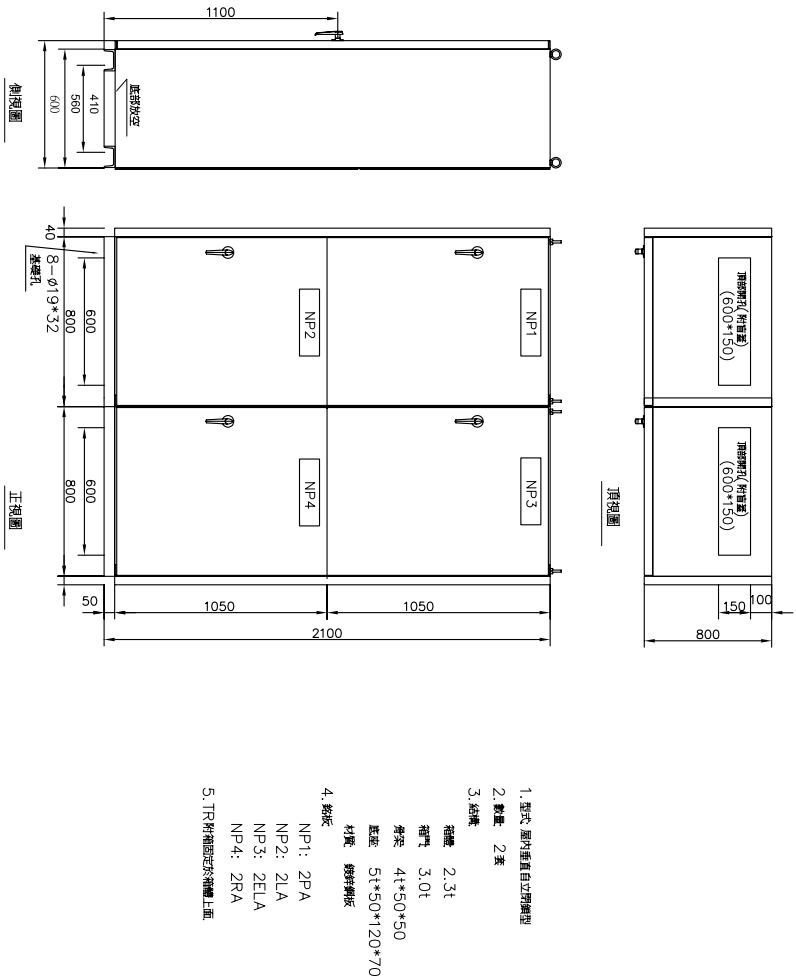 1100
底部放空
410
560
600
側視圖
40
8-φ19*32
基礎孔
600
800
600
800
NP1
NP2
NP3
NP4
50
1050
1050
2100
正視圖
頂部開孔(附盲蓋)
(600*150)
頂部開孔(附盲蓋)
(600*150)
150
100
800
頂視圖
1.型式 屋內垂直自立閉鎖型
2.數量 2套
3.結構
箱體 2.3t
箱門 3.0t
骨架 4t*50*50
底座 5t*50*120*70
材質 鍍鋅鋼板
4.銘板
NP1: 2PA
NP2: 2LA
NP3: 2ELA
NP4: 2RA
5.TR附箱固定於箱體上面